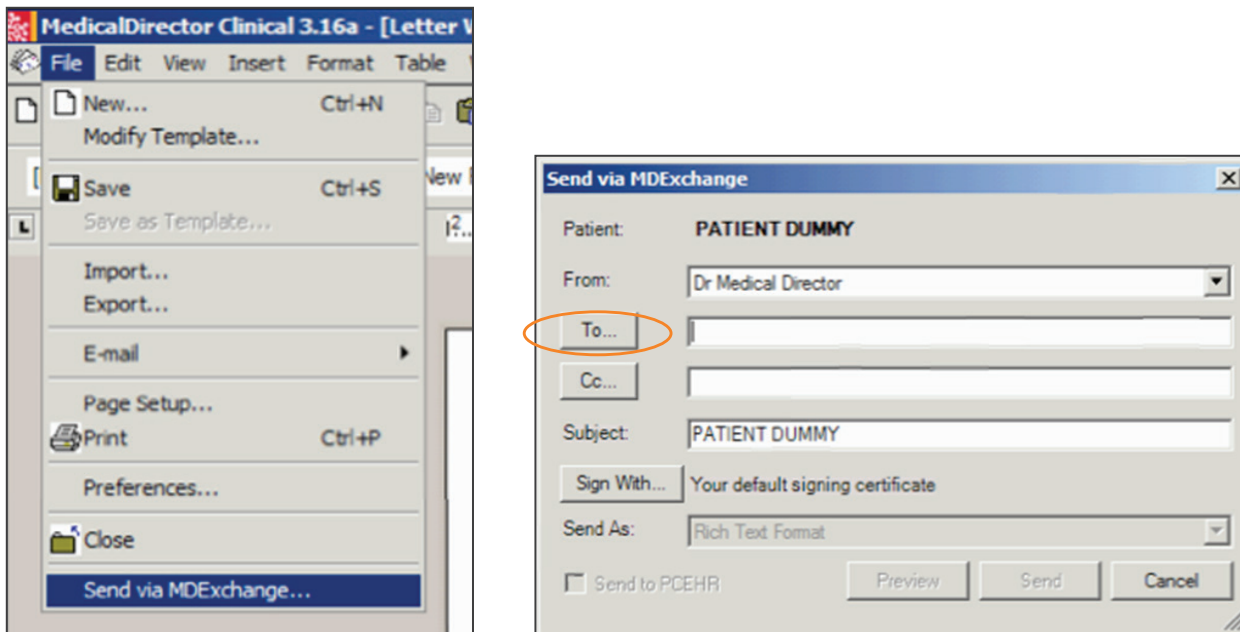 MedicalDirector Clinical 3.16a - [Letter
File Edit View Insert Format Table
New... Ctrl+N
Modify Template...
Save Ctrl+S
Save as Template...
Import...
Export...
E-mail
Page Setup...
Print Ctrl+P
Preferences...
Close
Send via MDExchange...
Send via MDExchange
Patient: PATIENT DUMMY
From: Dr Medical Director
To...
Cc...
Subject: PATIENT DUMMY
Sign With... Your default signing certificate
Send As: Rich Text Format
Send to PCEHR Preview Send Cancel